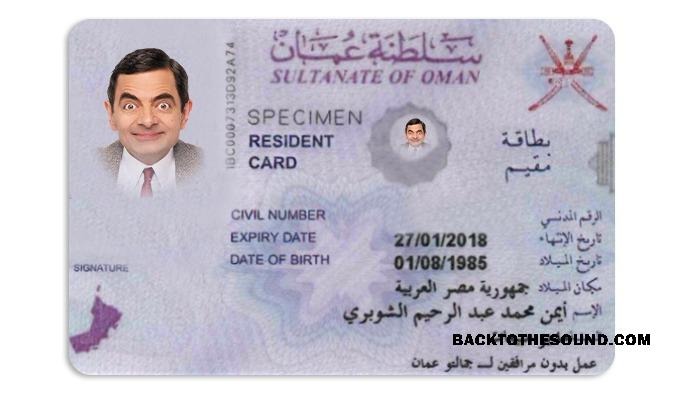 سلطنة عمان
SULTANATE OF OMAN
1BC0007313D92A74
SPECIMEN
RESIDENT
CARD
بطاقة
مقيم
CIVIL NUMBER الرقم المدني
EXPIRY DATE 27/01/2018 تاريخ الإنتهاء
DATE OF BIRTH 01/08/1985 تاريخ الميلاد
SIGNATURE
مكان الميلاد جمهورية مصر العربية
الإسم أيمن محمد عبد الرحيم الشوبري
BACKTOTHESOUND.COM
عمل بدون مرافقين لـ
عمان